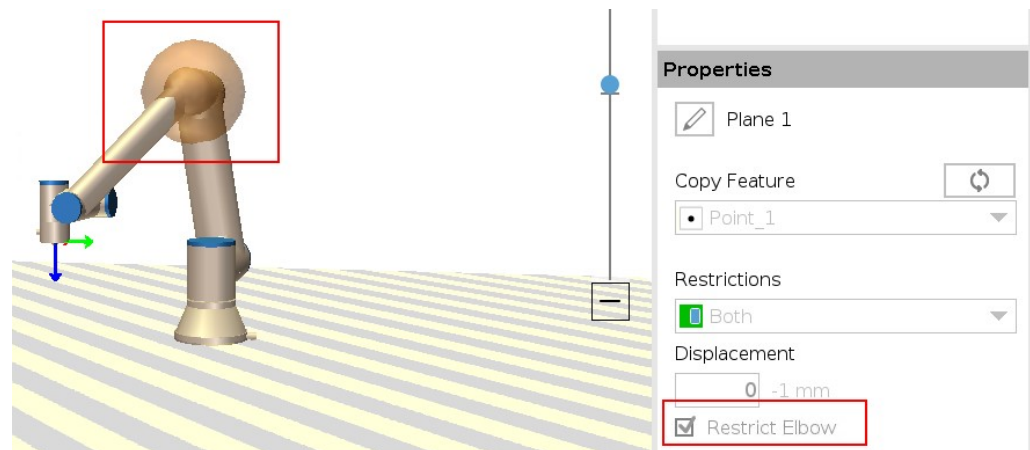 Properties
Plane 1
Copy Feature
Point_1
Restrictions
Both
Displacement
0 -1 mm
Restrict Elbow